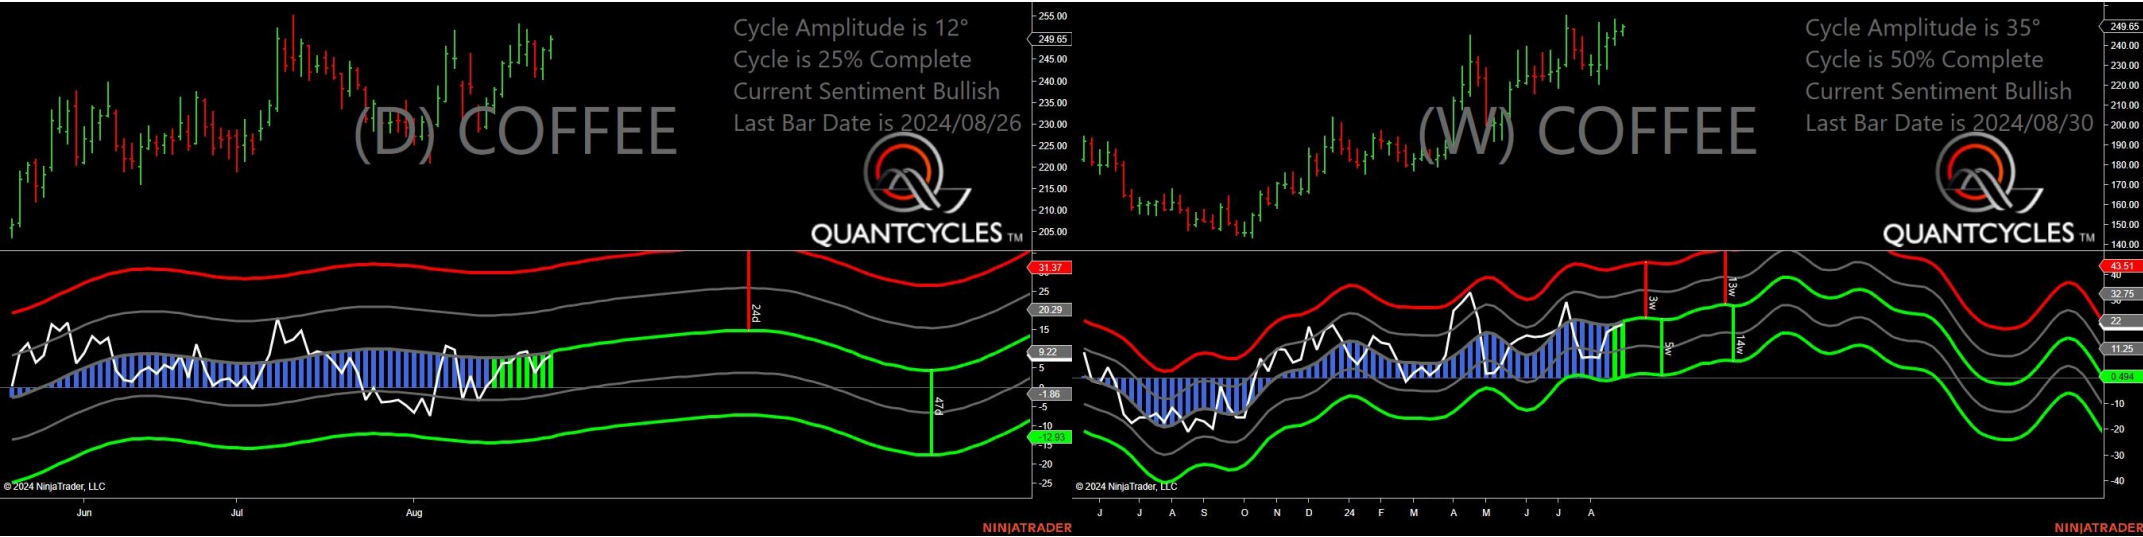 Cycle Amplitude is 12°
Cycle is 25% Complete
Current Sentiment Bullish
Last Bar Date is 2024/08/26
(D) COFFEE
QUANTCYCLES TM
255.00
249.65
245.00
240.00
235.00
230.00
225.00
220.00
215.00
210.00
205.00
31.37
25
20.29
15
9.22
5
-1.86
-5
-10
-12.93
-15
-20
-25
24d
47d
© 2024 NinjaTrader, LLC
Jun
Jul
Aug
NINJATRADER
Cycle Amplitude is 35°
Cycle is 50% Complete
Current Sentiment Bullish
Last Bar Date is 2024/08/30
(W) COFFEE
QUANTCYCLES TM
249.65
240.00
230.00
220.00
210.00
200.00
190.00
180.00
170.00
160.00
150.00
140.00
43.51
40
32.75
22
11.25
0.494
-10
-20
-30
-40
3w
5w
13w
14w
© 2024 NinjaTrader, LLC
J
J
A
S
O
N
D
24
F
M
A
M
J
J
A
NINJATRADER